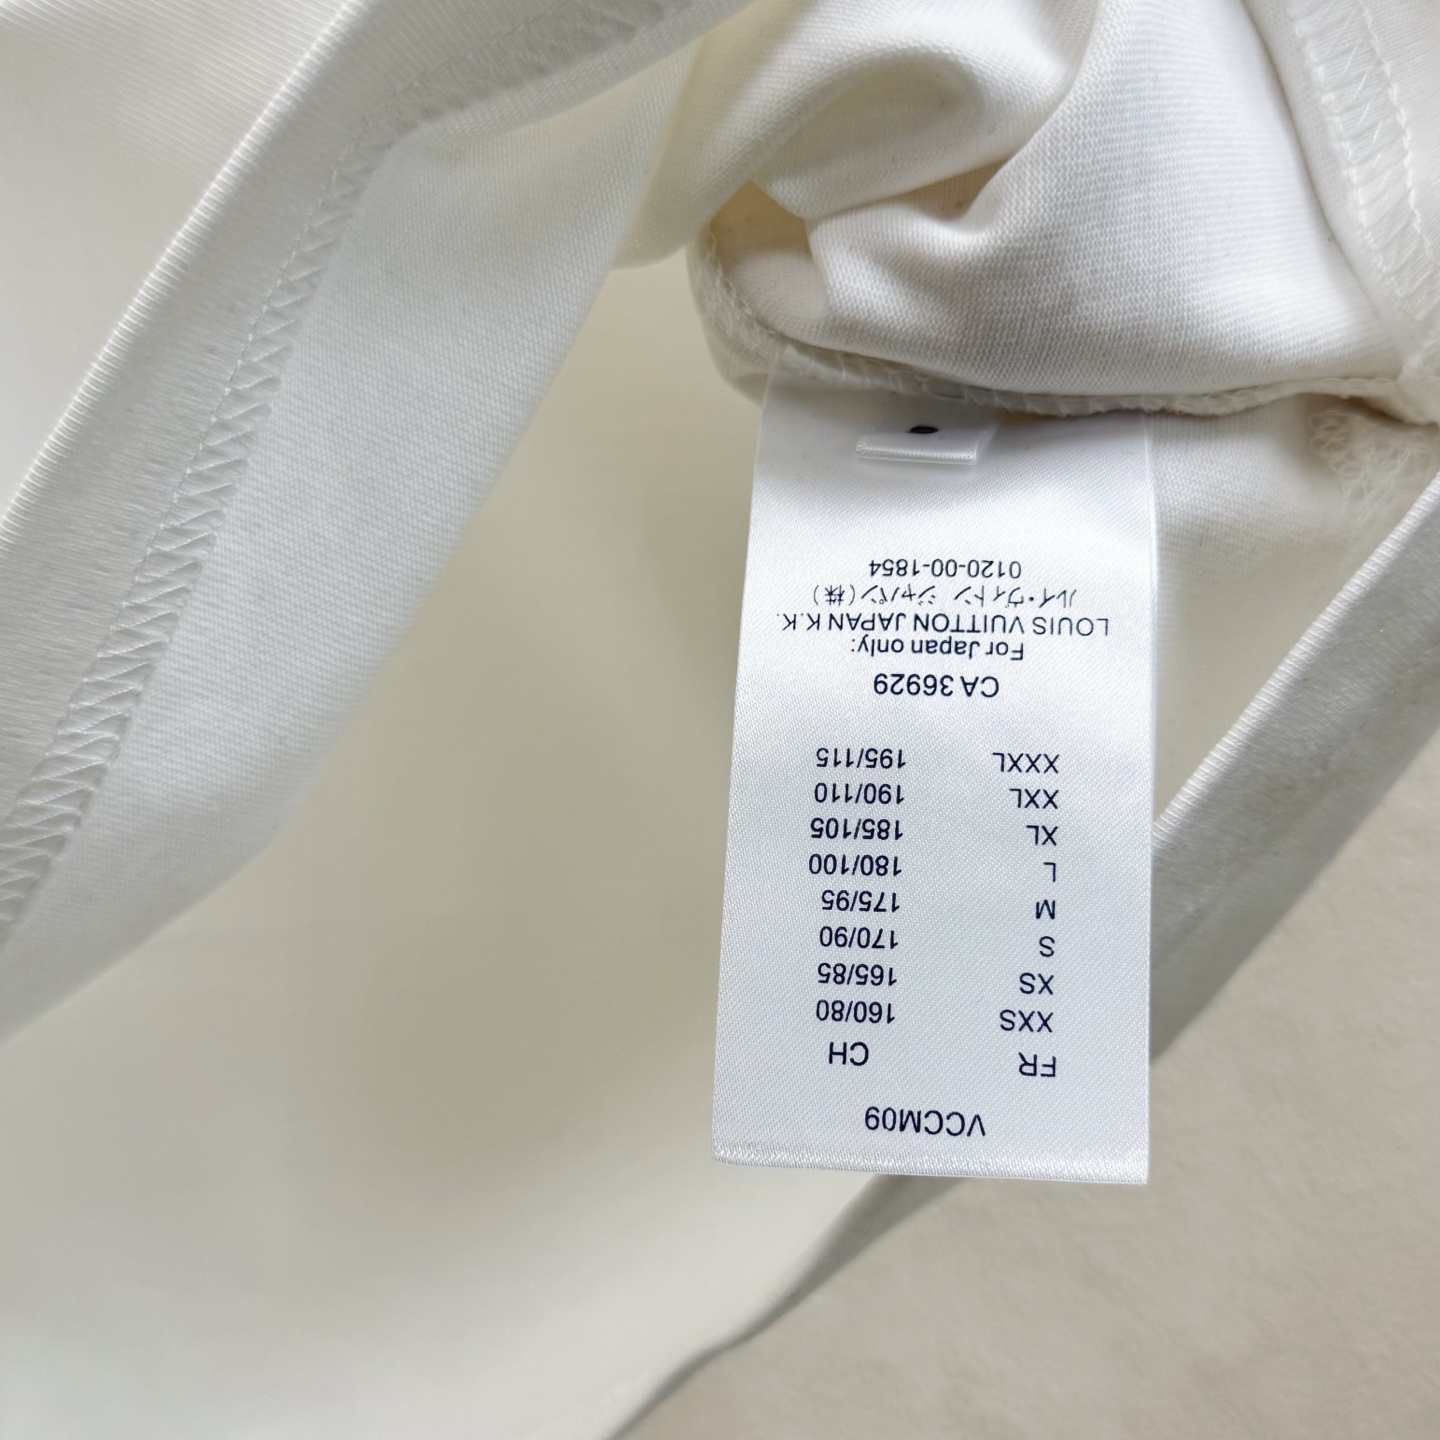 VCCM09
FR CH
XXS 160/80
XS 165/85
S 170/90
M 175/95
L 180/100
XL 185/105
XXL 190/110
XXXL 195/115
CA 36929
For Japan only:
LOUIS VUITTON JAPAN K.K.
ルイ・ヴィトン ジャパン(株)
0120-00-1854